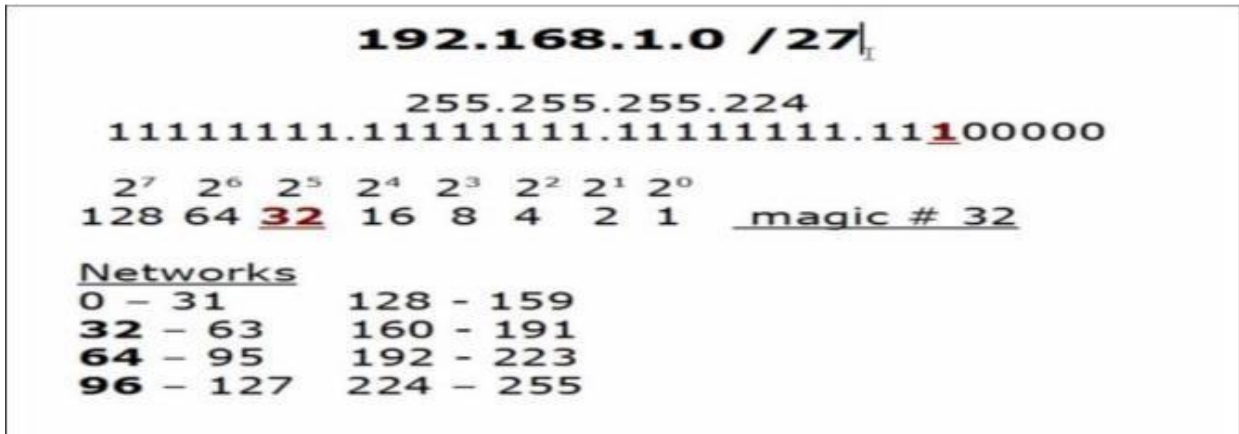 192.168.1.0 /27
255.255.255.224
11111111.11111111.11111111.11100000
2⁷ 2⁶ 2⁵ 2⁴ 2³ 2² 2¹ 2⁰
128 64 32 16 8 4 2 1 magic # 32
Networks
0 – 31 128 - 159
32 – 63 160 - 191
64 – 95 192 - 223
96 – 127 224 – 255